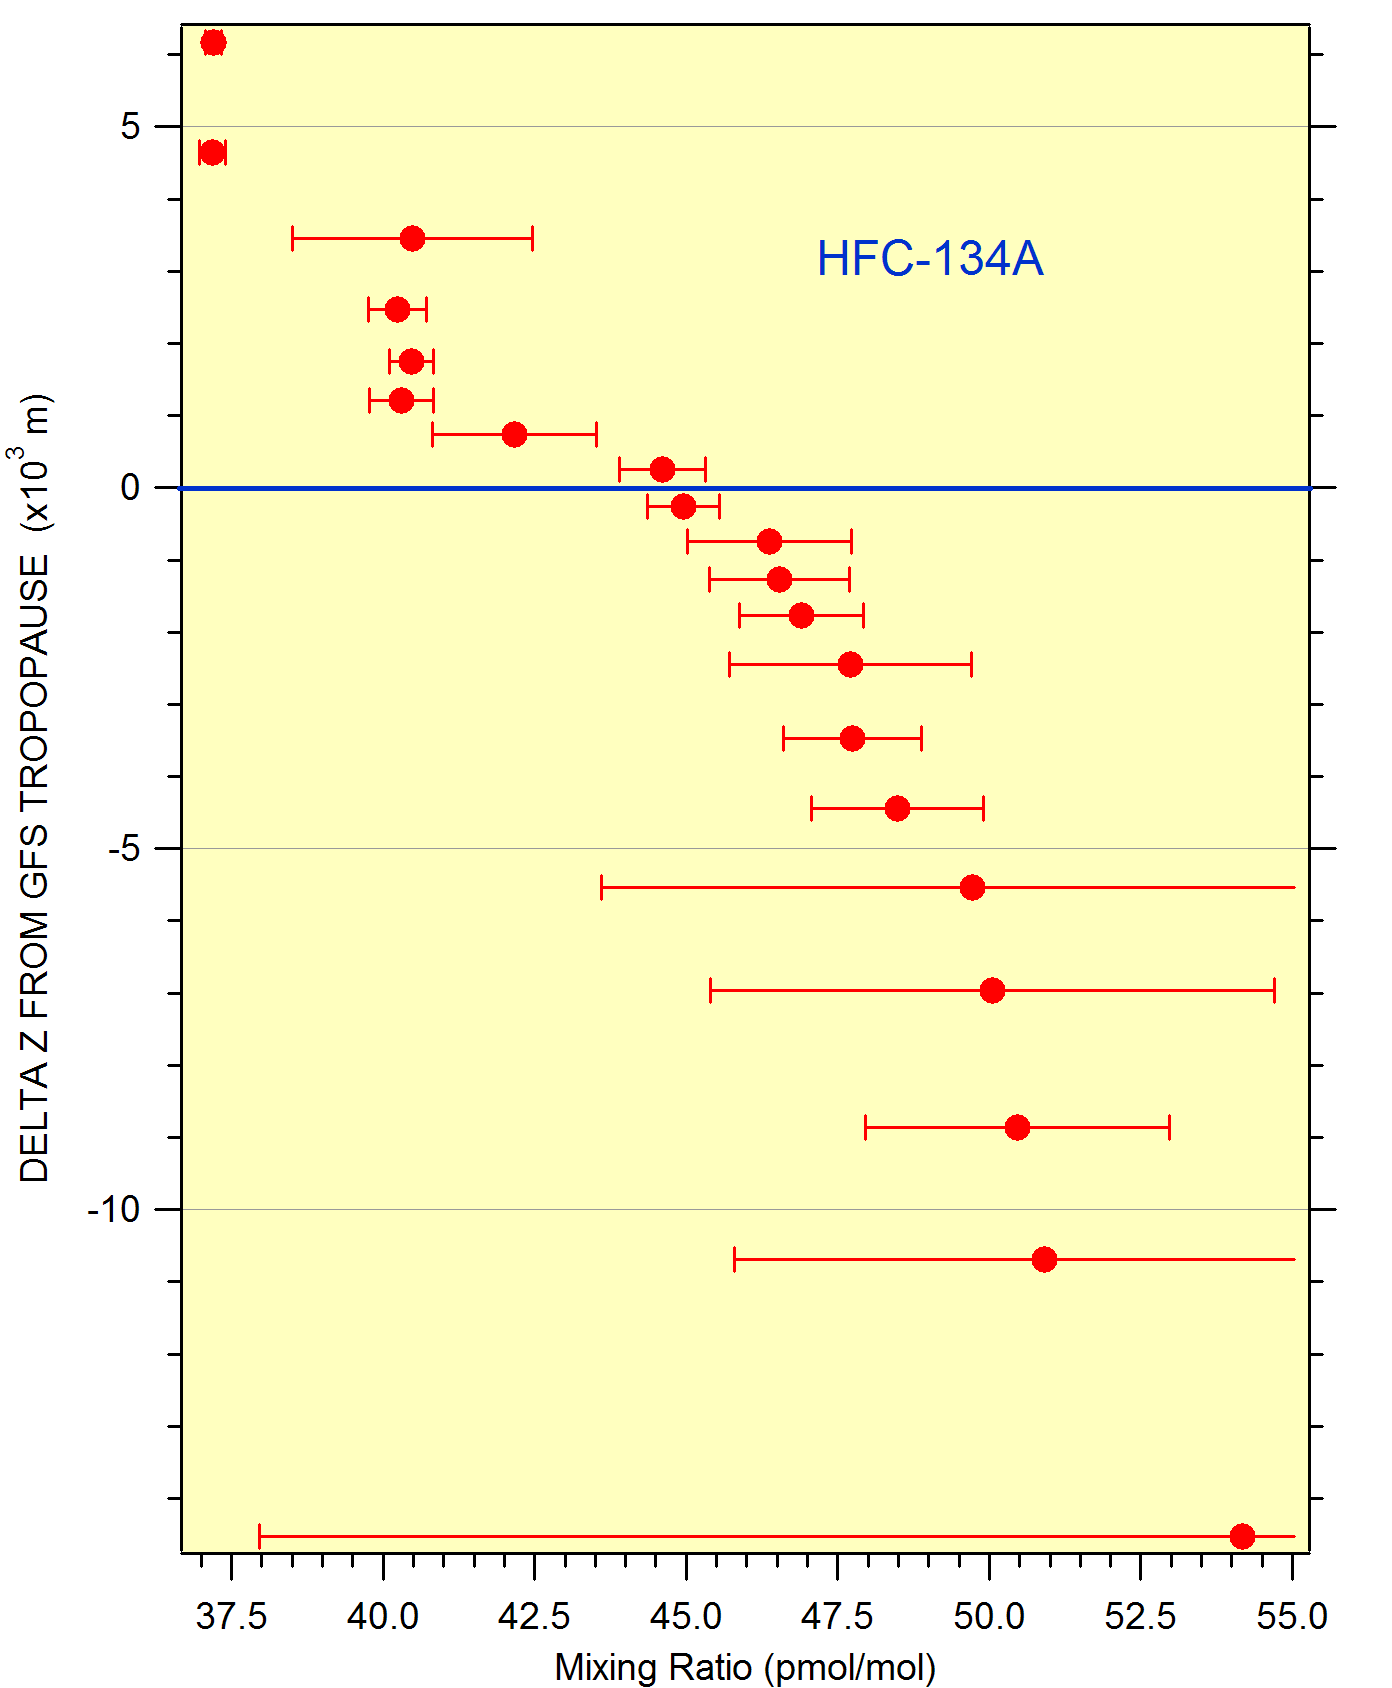 5
0
-5
-10
DELTA Z FROM GFS TROPOPAUSE (x10³ m)
HFC-134A
37.5 40.0 42.5 45.0 47.5 50.0 52.5 55.0
Mixing Ratio (pmol/mol)